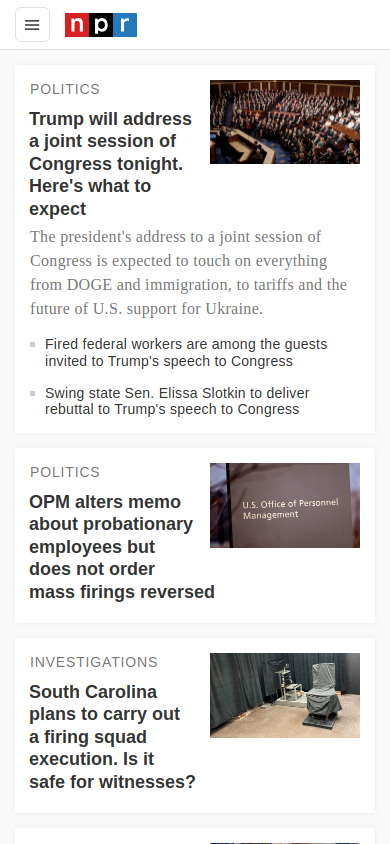 npr
POLITICS
Trump will address
a joint session of
Congress tonight.
Here's what to
expect
The president's address to a joint session of
Congress is expected to touch on everything
from DOGE and immigration, to tariffs and the
future of U.S. support for Ukraine.
Fired federal workers are among the guests
invited to Trump's speech to Congress
Swing state Sen. Elissa Slotkin to deliver
rebuttal to Trump's speech to Congress
POLITICS
OPM alters memo
about probationary
employees but
does not order
mass firings reversed
U.S. Office of Personnel
Management
INVESTIGATIONS
South Carolina
plans to carry out
a firing squad
execution. Is it
safe for witnesses?